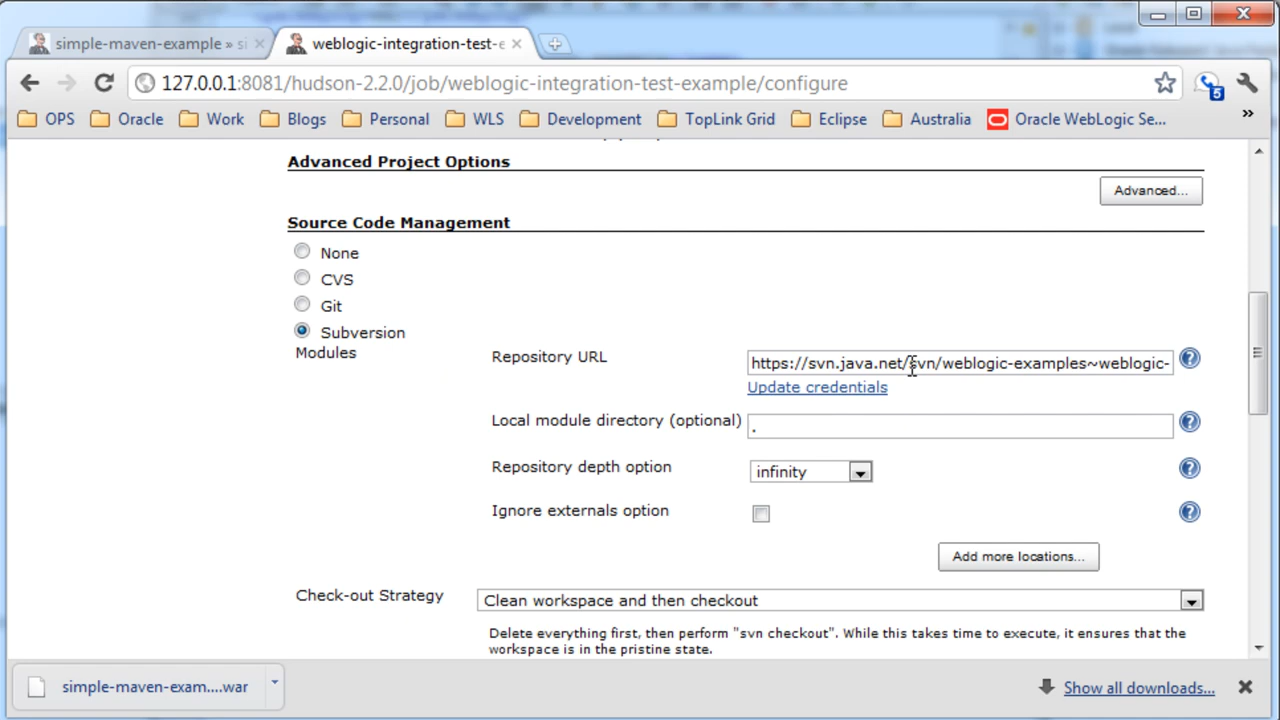 simple-maven-example » si
weblogic-integration-test-e
127.0.0.1:8081/hudson-2.2.0/job/weblogic-integration-test-example/configure
5
OPS Oracle Work Blogs Personal WLS Development TopLink Grid Eclipse Australia Oracle WebLogic Se... »
Advanced Project Options
Advanced...
Source Code Management
None
CVS
Git
Subversion
Modules
Repository URL https://svn.java.net/svn/weblogic-examples~weblogic- ?
Update credentials
Local module directory (optional) . ?
Repository depth option infinity ?
Ignore externals option ?
Add more locations...
Check-out Strategy Clean workspace and then checkout
Delete everything first, then perform "svn checkout". While this takes time to execute, it ensures that the
workspace is in the pristine state.
simple-maven-exam....war Show all downloads...